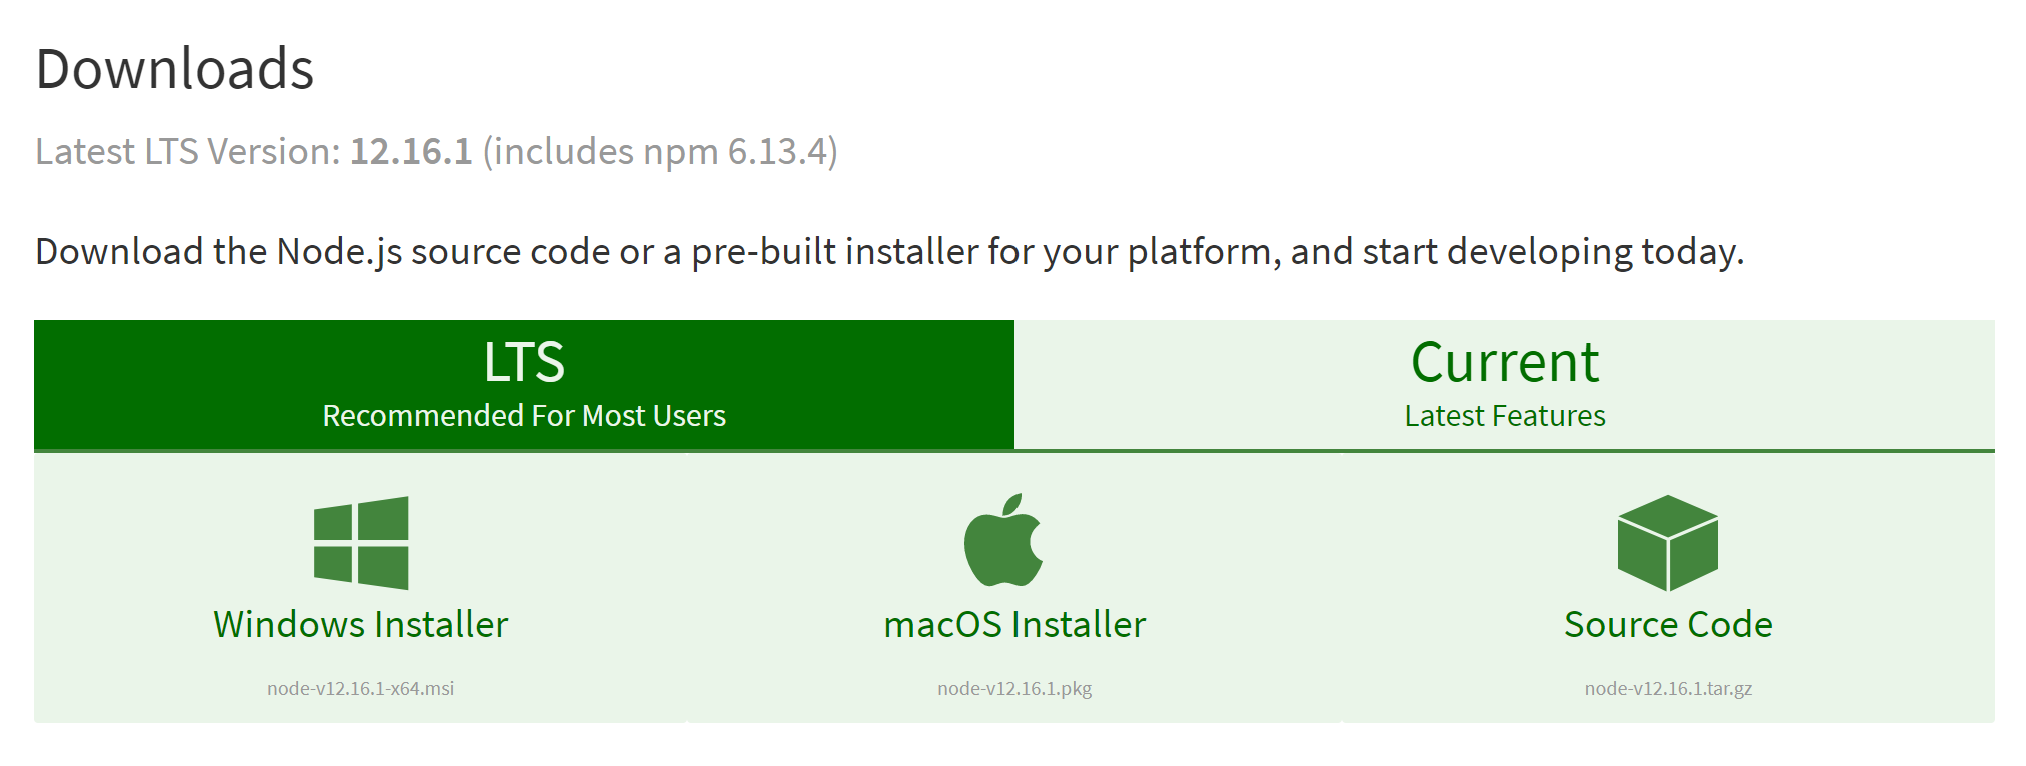 Downloads
Latest LTS Version: 12.16.1 (includes npm 6.13.4)
Download the Node.js source code or a pre-built installer for your platform, and start developing today.
LTS
Recommended For Most Users
Current
Latest Features
Windows Installer
node-v12.16.1-x64.msi
macOS Installer
node-v12.16.1.pkg
Source Code
node-v12.16.1.tar.gz